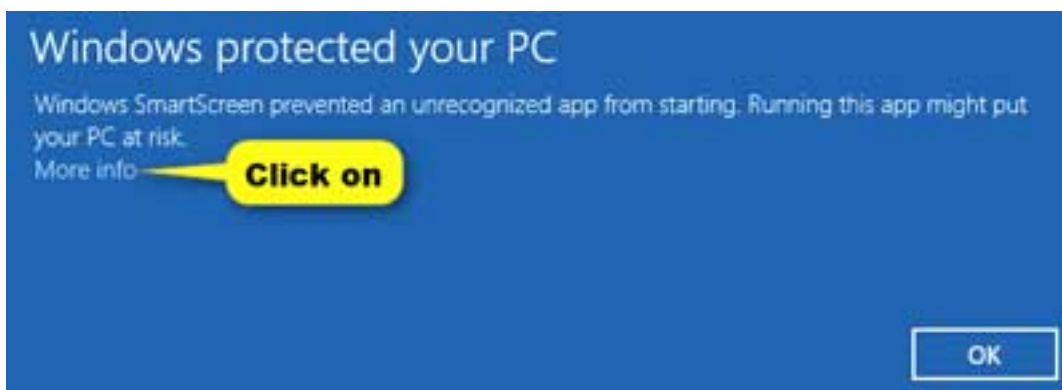 Windows protected your PC
Windows SmartScreen prevented an unrecognized app from starting. Running this app might put
your PC at risk.
More info
Click on
OK